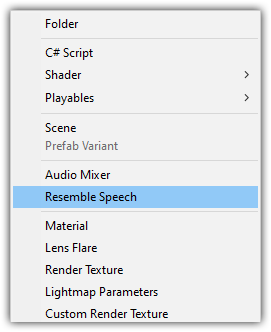 Folder
C# Script
Shader
Playables
Scene
Prefab Variant
Audio Mixer
Resemble Speech
Material
Lens Flare
Render Texture
Lightmap Parameters
Custom Render Texture